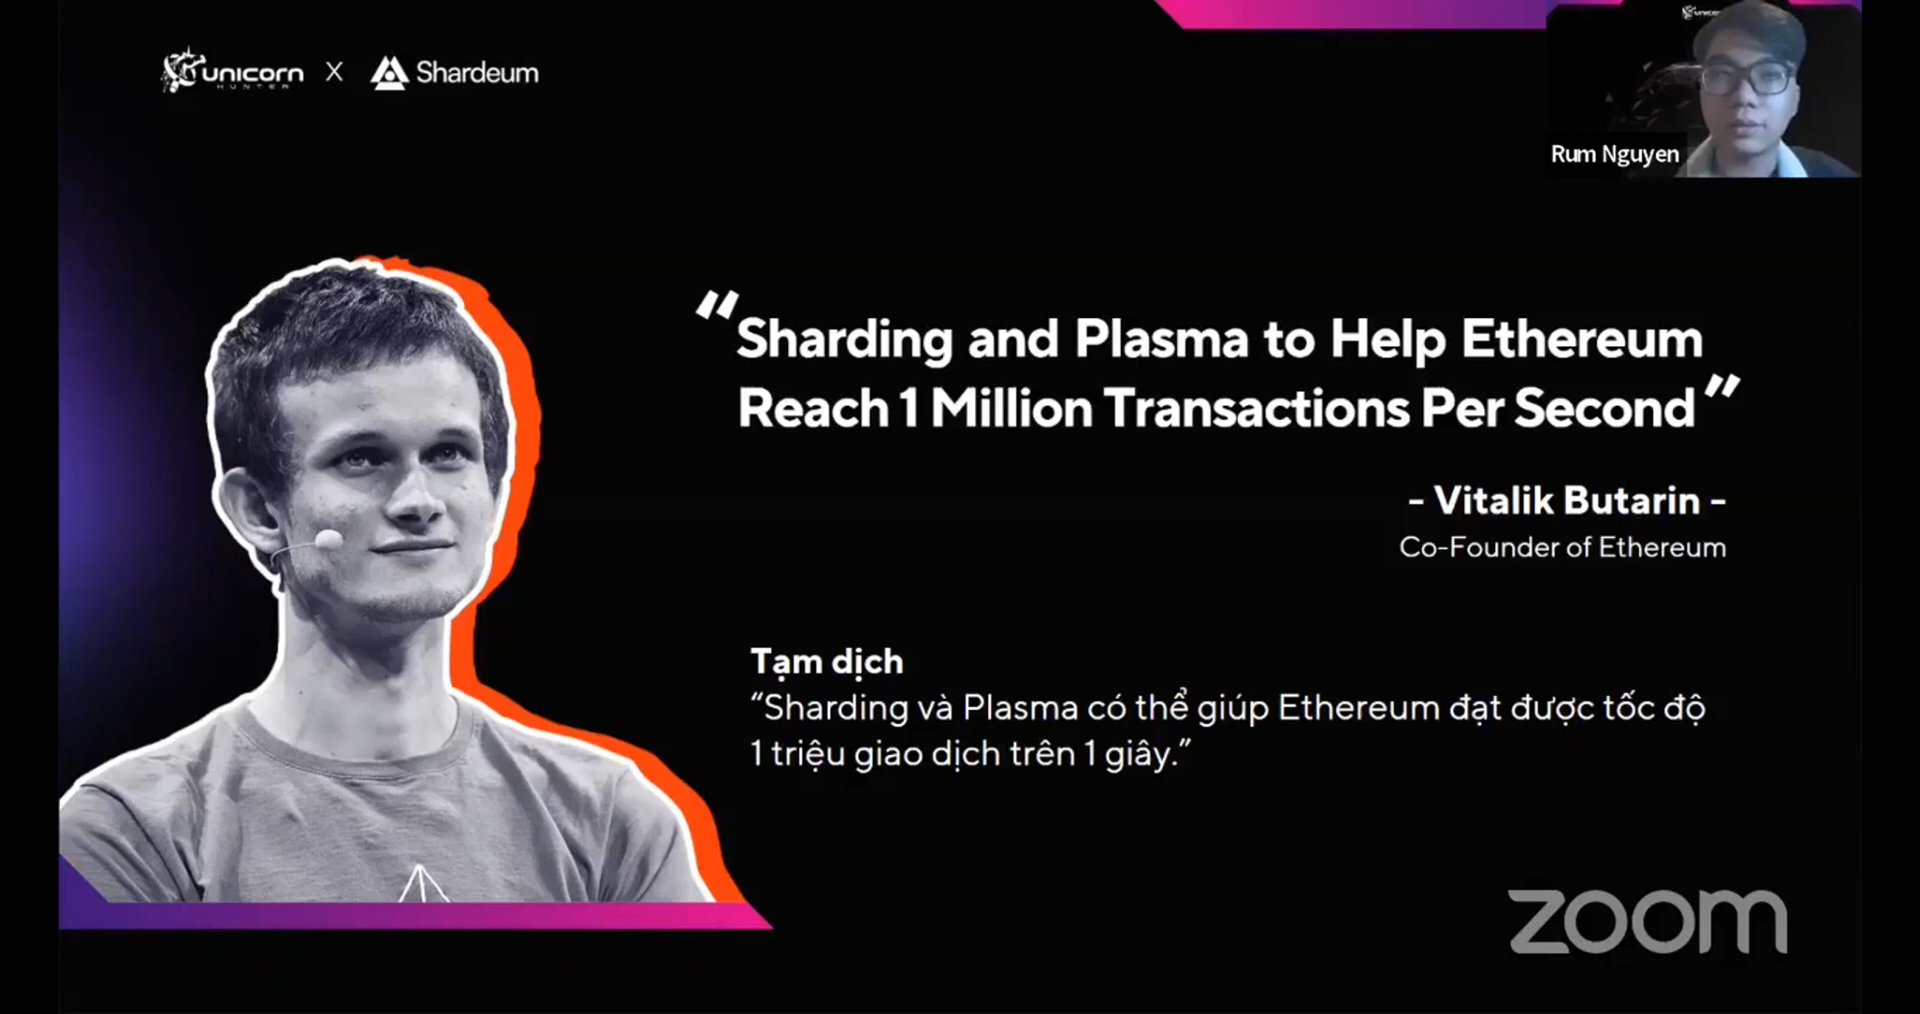 unicorn
HUNTER
X
Shardeum
Rum Nguyen
“Sharding and Plasma to Help Ethereum
Reach 1 Million Transactions Per Second”
- Vitalik Butarin -
Co-Founder of Ethereum
Tạm dịch
“Sharding và Plasma có thể giúp Ethereum đạt được tốc độ
1 triệu giao dịch trên 1 giây.”
zoom